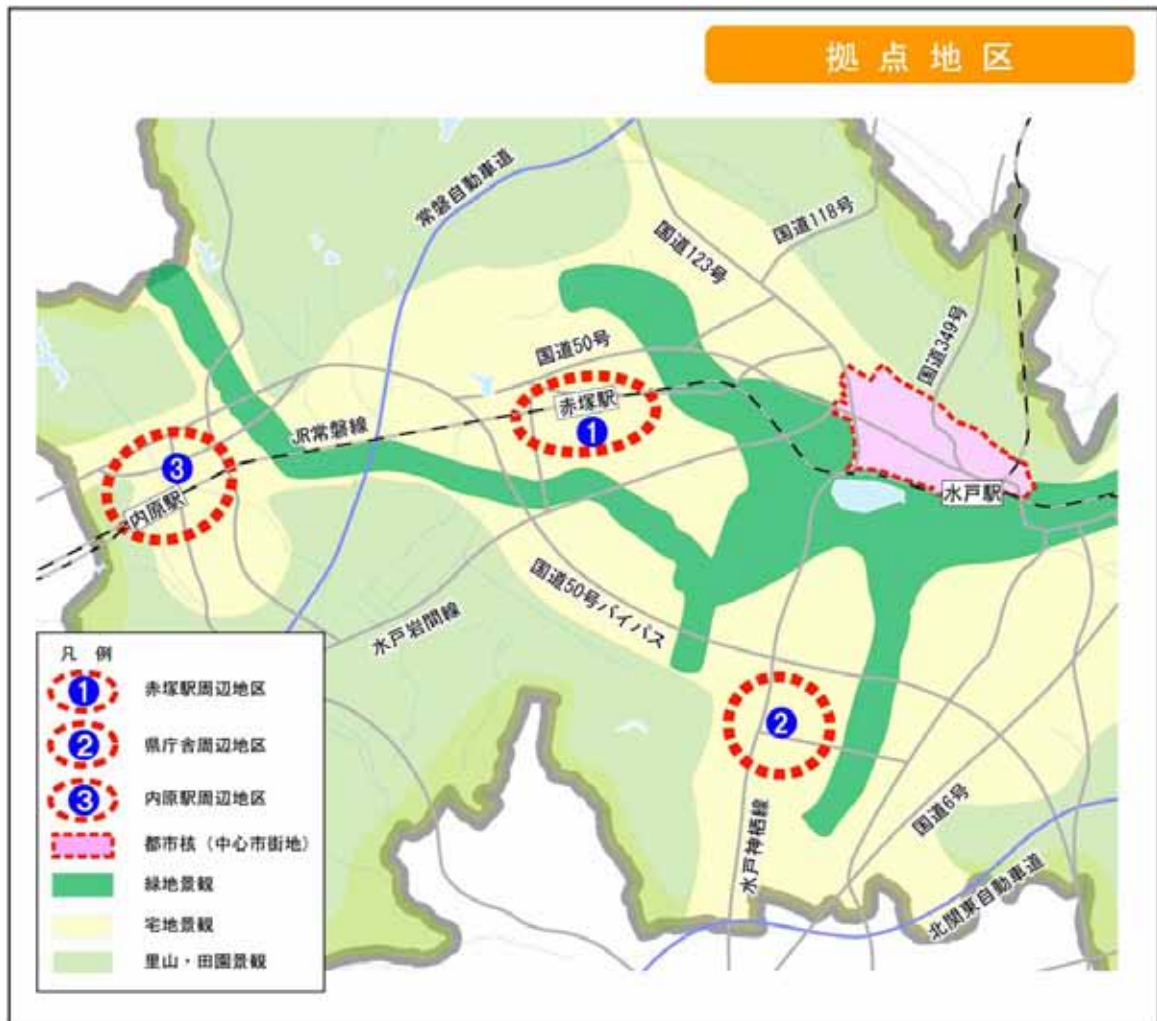 拠点地区
常磐自動車道
国道118号
国道123号
国道349号
国道50号
赤塚駅
1
JR常磐線
3
内原駅
水戸駅
国道50号バイパス
水戸岩間線
2
国道6号
水戸神栖線
北関東自動車道
凡 例
1 赤塚駅周辺地区
2 県庁舎周辺地区
3 内原駅周辺地区
都市核（中心市街地）
緑地景観
宅地景観
里山・田園景観